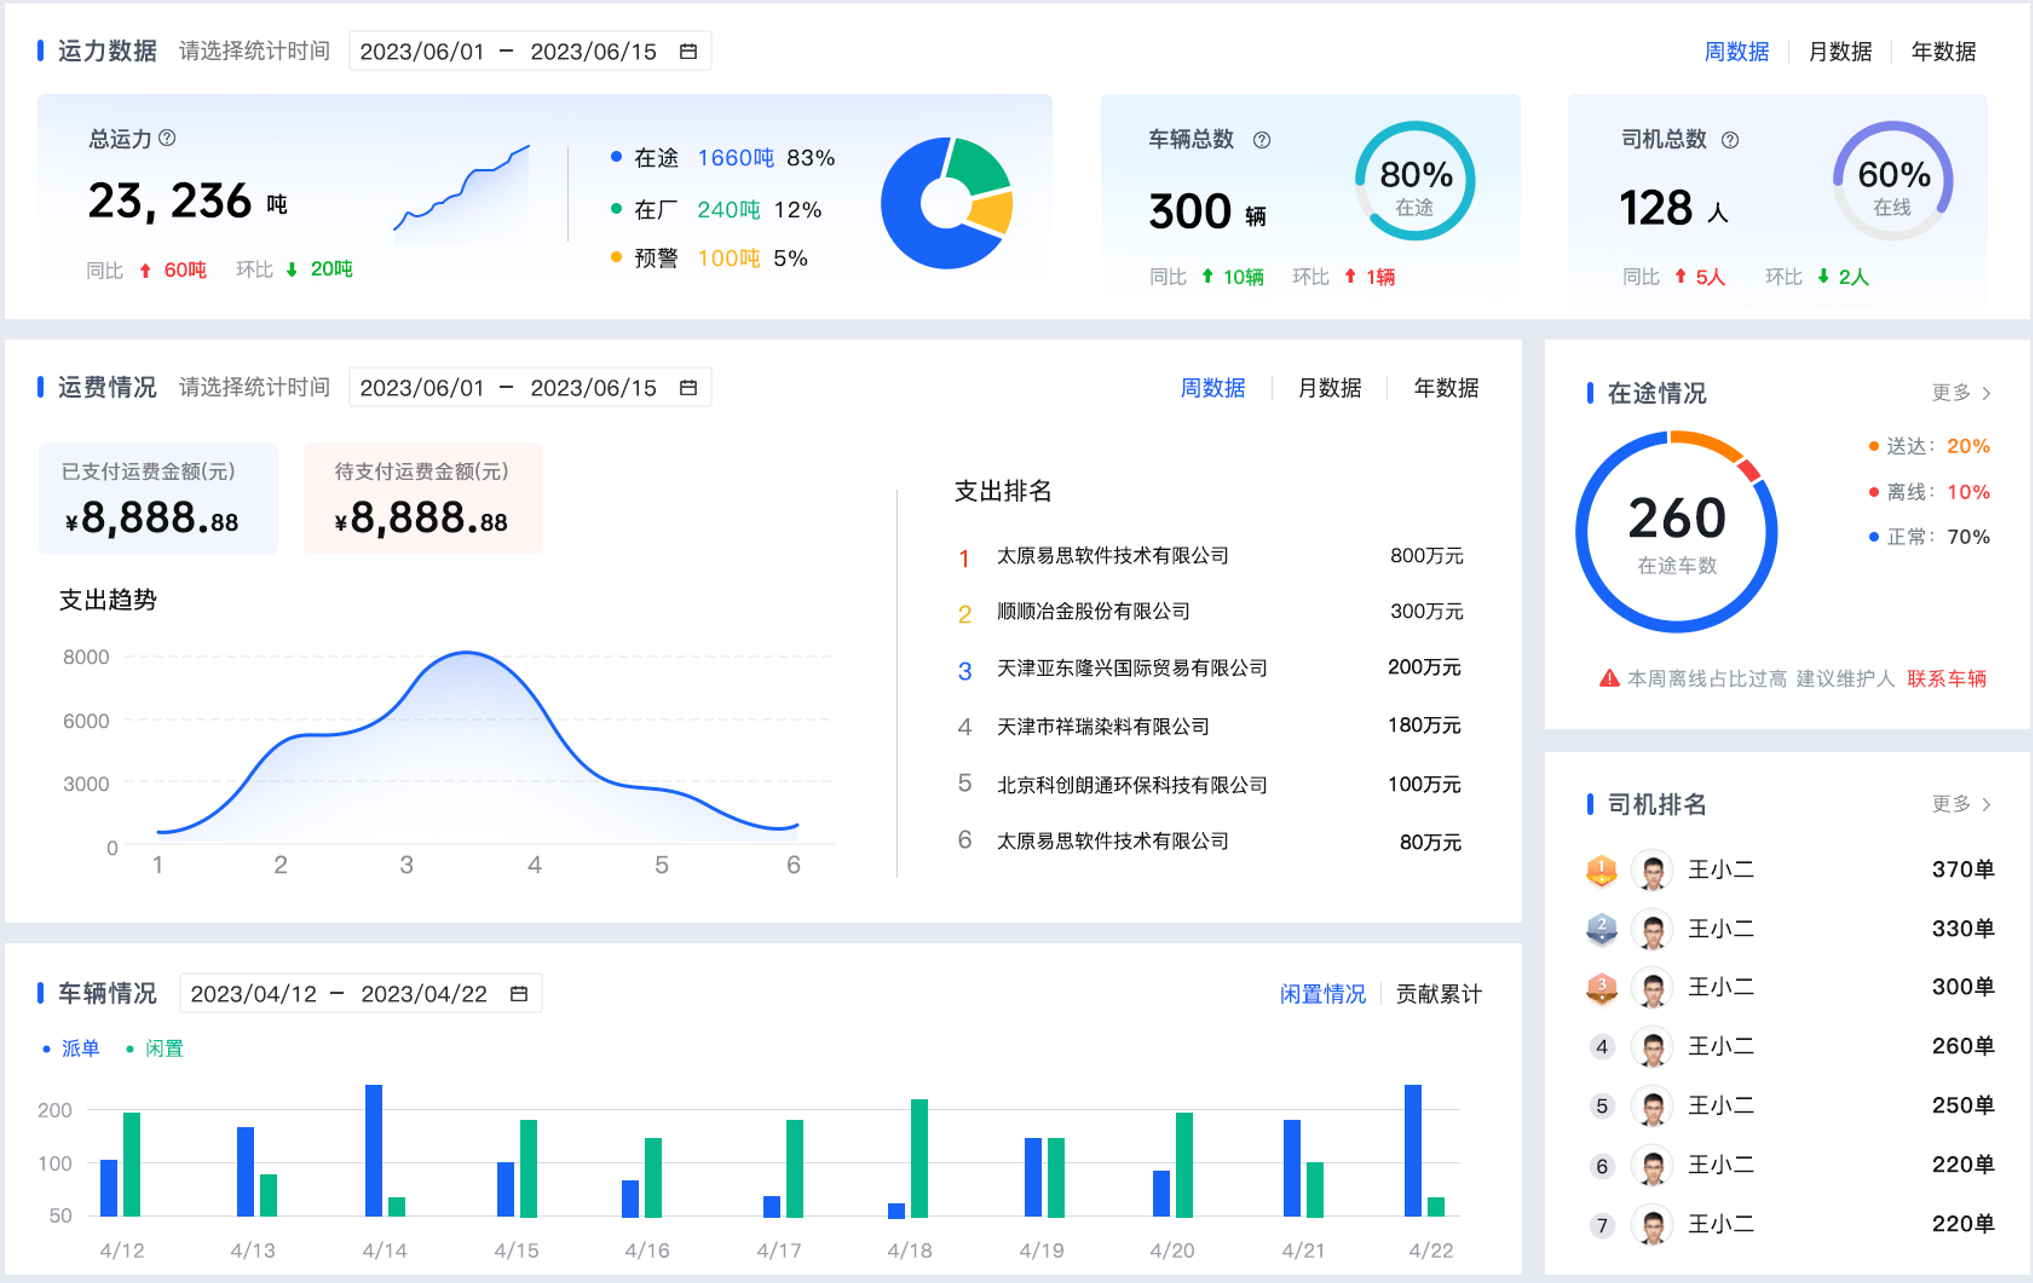 运力数据 请选择统计时间 2023/06/01 – 2023/06/15 周数据 月数据 年数据
总运力
23, 236 吨
同比 60吨 环比 20吨
在途 1660吨 83%
在厂 240吨 12%
预警 100吨 5%
车辆总数
300 辆
80%
在途
同比 10辆 环比 1辆
司机总数
128 人
60%
在线
同比 5人 环比 2人
运费情况 请选择统计时间 2023/06/01 – 2023/06/15 周数据 月数据 年数据
已支付运费金额(元)
¥8,888.88
待支付运费金额(元)
¥8,888.88
支出趋势
8000
6000
3000
0
1 2 3 4 5 6
支出排名
1 太原易思软件技术有限公司 800万元
2 顺顺冶金股份有限公司 300万元
3 天津亚东隆兴国际贸易有限公司 200万元
4 天津市祥瑞染料有限公司 180万元
5 北京科创朗通环保科技有限公司 100万元
6 太原易思软件技术有限公司 80万元
在途情况 更多
260
在途车数
送达: 20%
离线: 10%
正常: 70%
本周离线占比过高 建议维护人 联系车辆
司机排名 更多
1 王小二 370单
2 王小二 330单
3 王小二 300单
4 王小二 260单
5 王小二 250单
6 王小二 220单
7 王小二 220单
车辆情况 2023/04/12 – 2023/04/22 闲置情况 贡献累计
派单 闲置
200
100
50
4/12 4/13 4/14 4/15 4/16 4/17 4/18 4/19 4/20 4/21 4/22